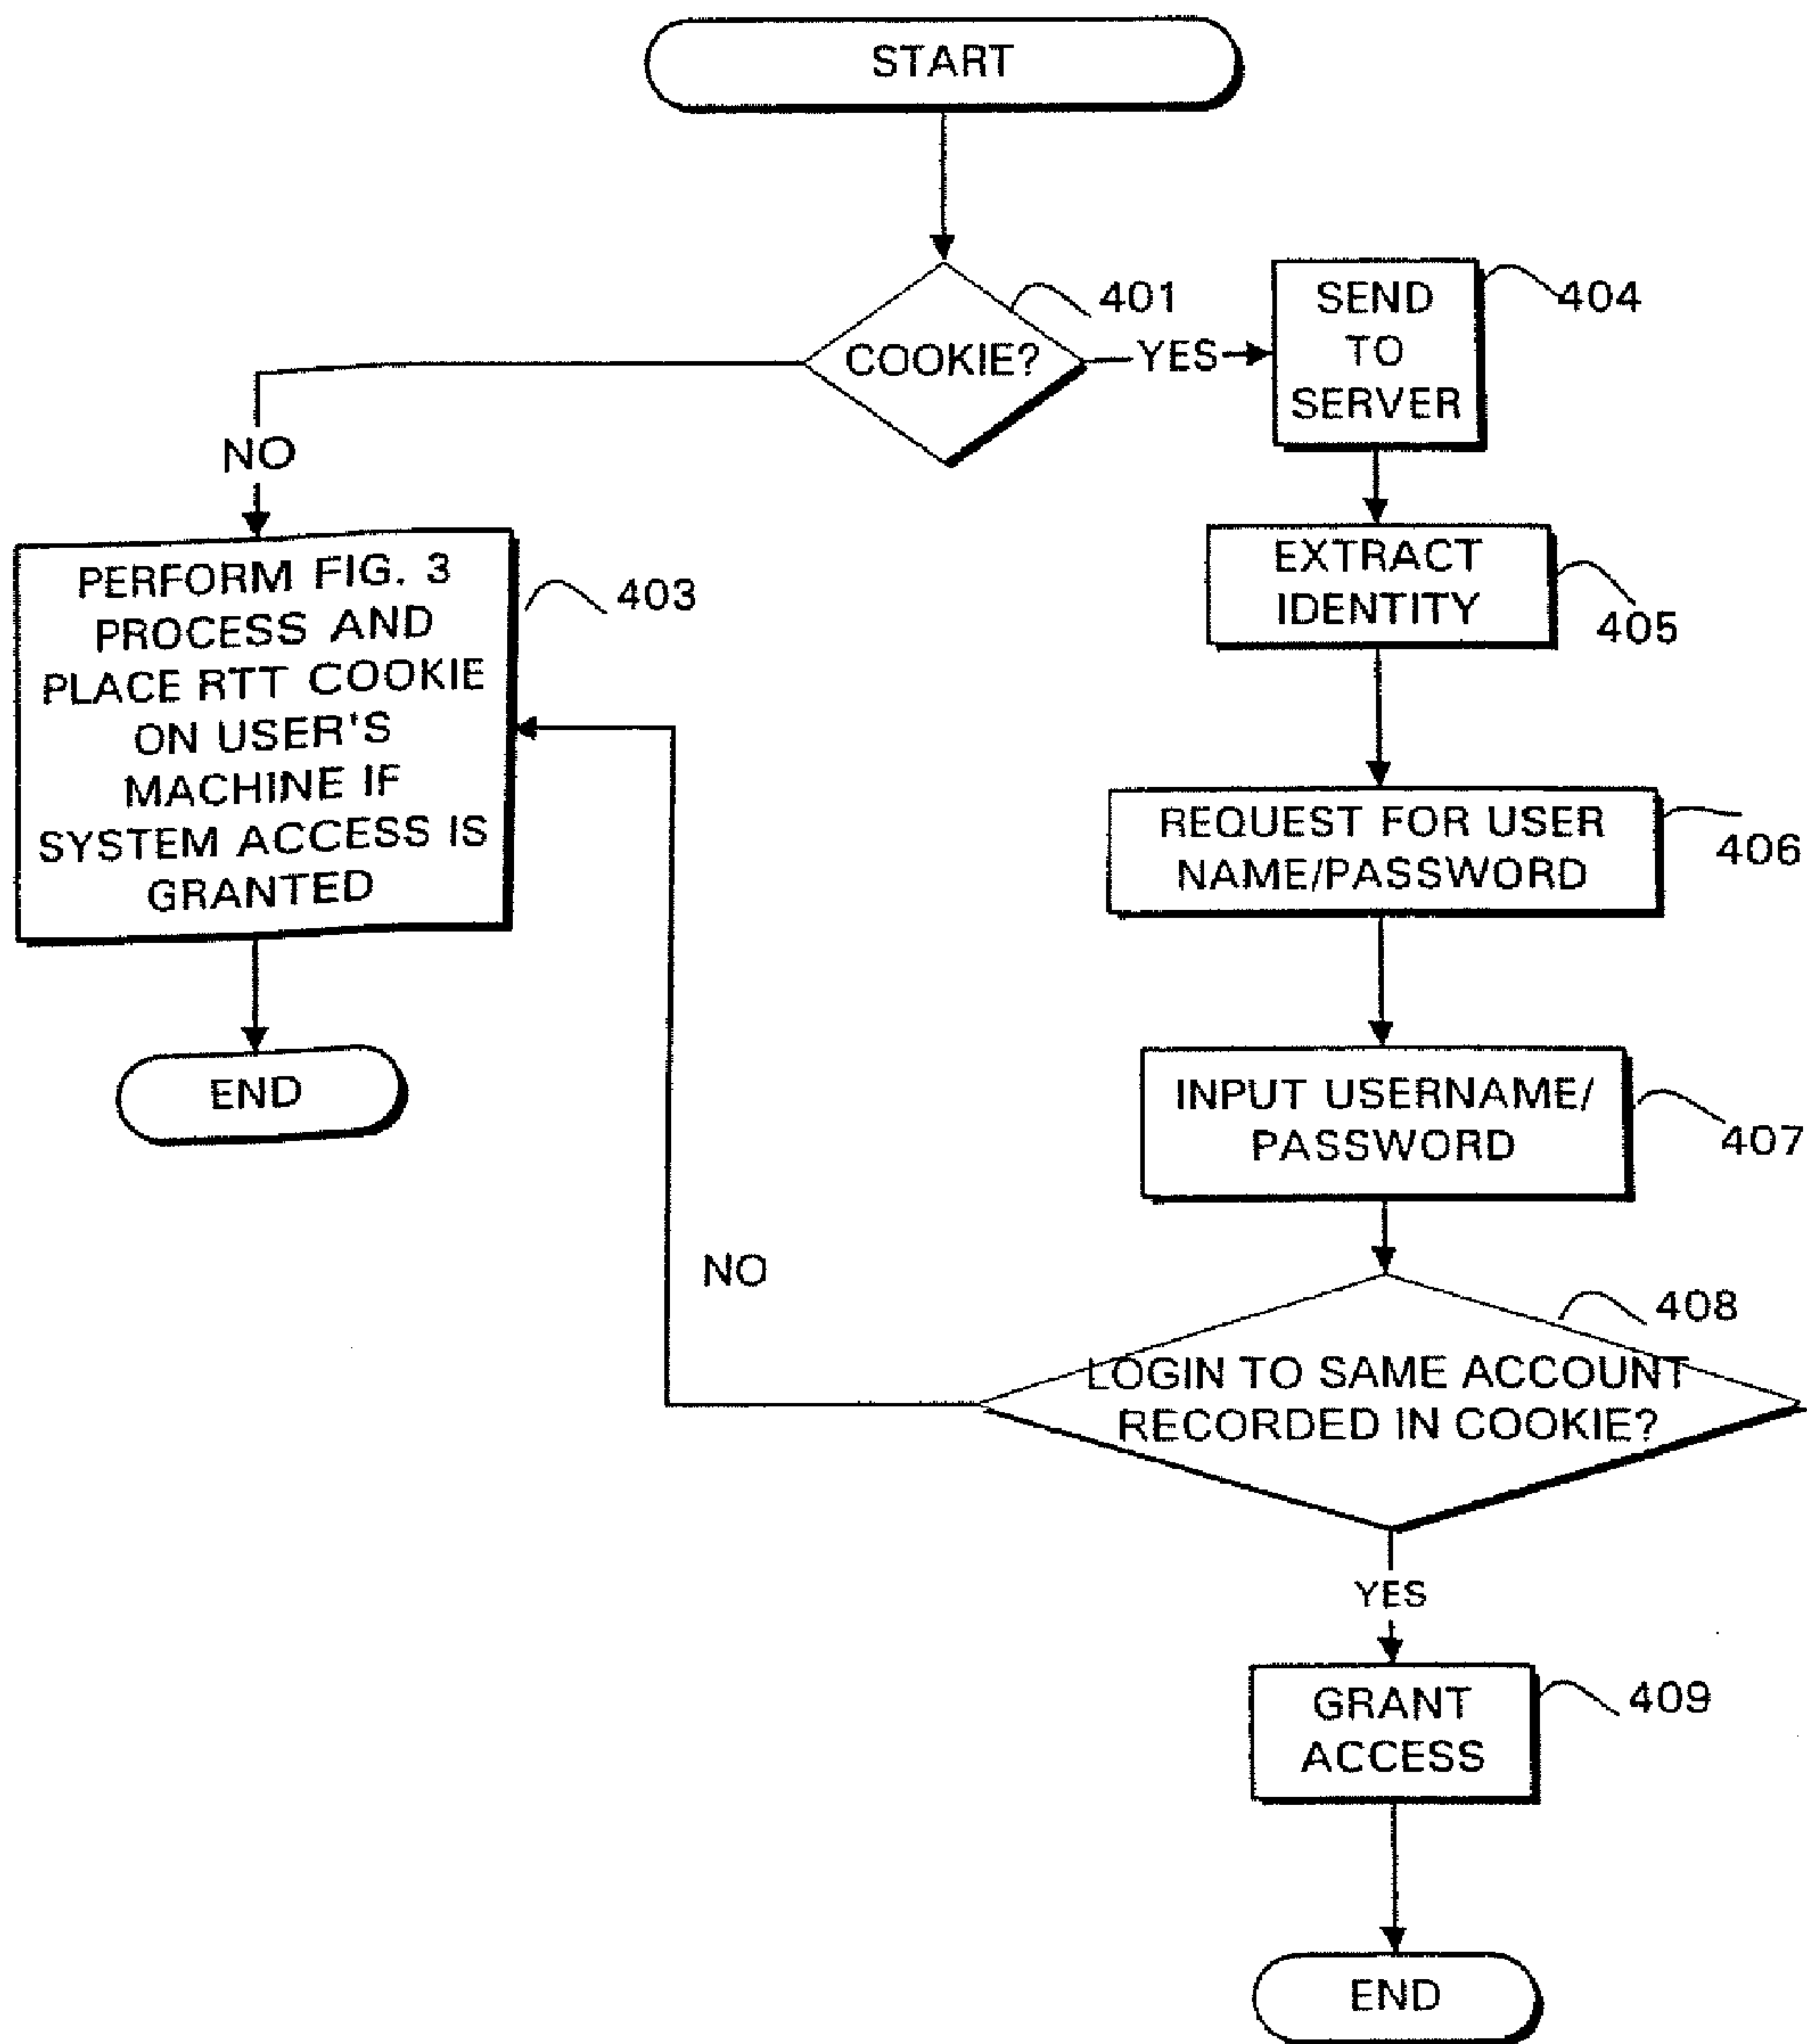 START
401
COOKIE?
YES
404
SEND
TO
SERVER
NO
EXTRACT
IDENTITY
405
PERFORM FIG. 3
PROCESS AND
PLACE RTT COOKIE
ON USER'S
MACHINE IF
SYSTEM ACCESS IS
GRANTED
403
REQUEST FOR USER
NAME/PASSWORD
406
END
INPUT USERNAME/
PASSWORD
407
NO
408
LOGIN TO SAME ACCOUNT
RECORDED IN COOKIE?
YES
GRANT
ACCESS
409
END